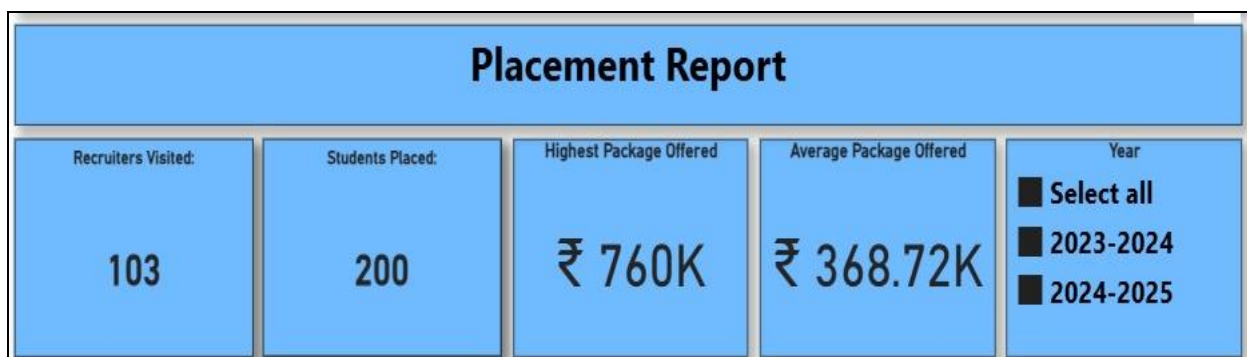 Placement Report
Recruiters Visited:
103
Students Placed:
200
Highest Package Offered
₹ 760K
Average Package Offered
₹ 368.72K
Year
Select all
2023-2024
2024-2025